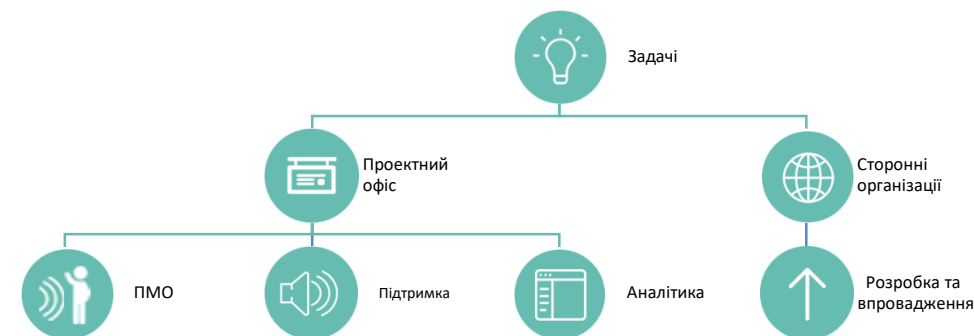 Задачі
Проектний
офіс
Сторонні
організації
ПМО
Підтримка
Аналітика
Розробка та
впровадження